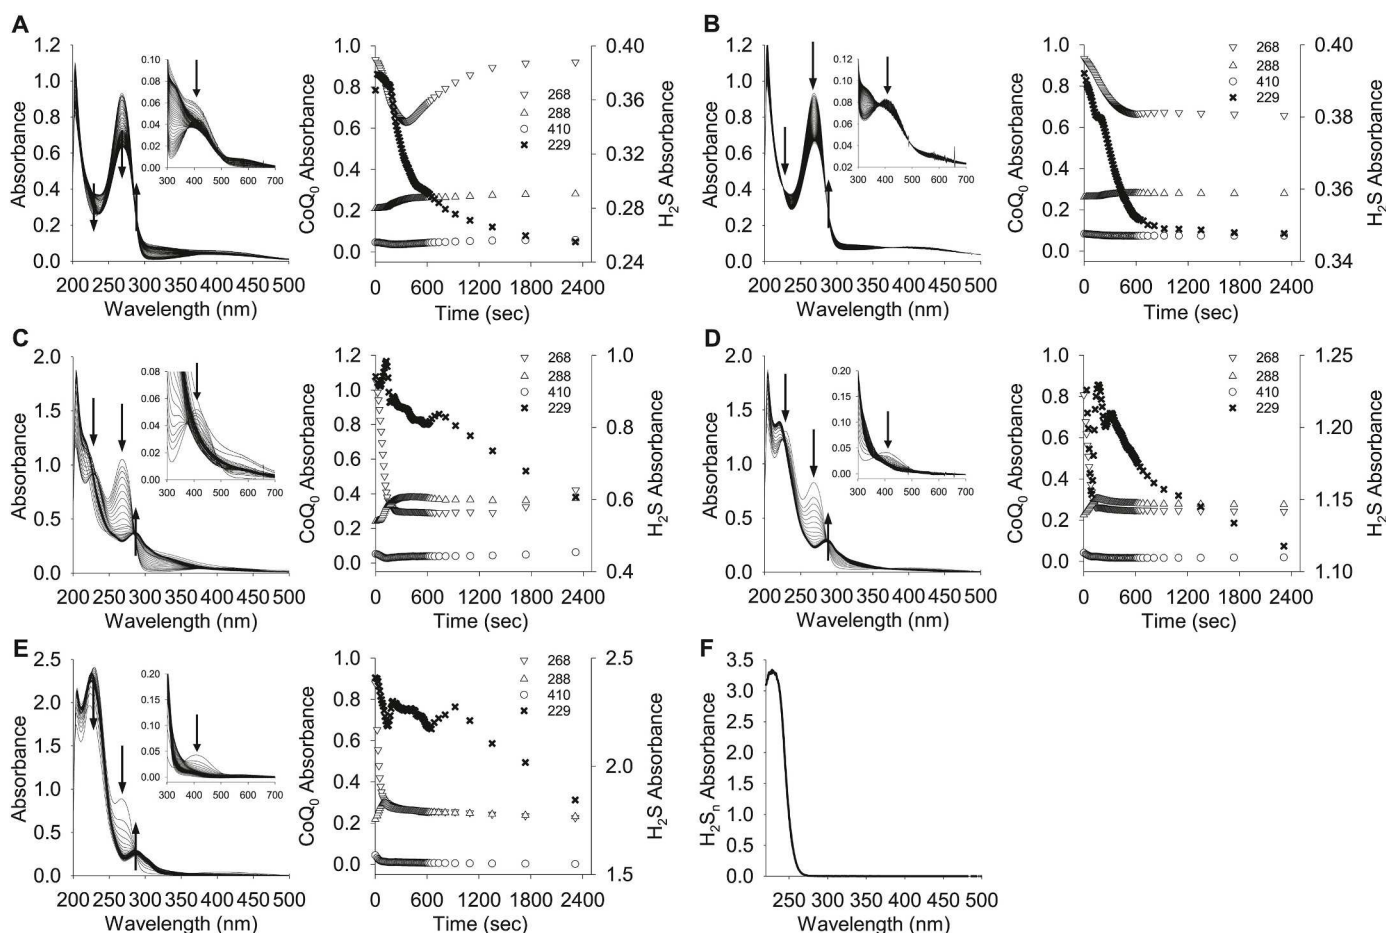 A
Absorbance
1.2
1.0
0.8
0.6
0.4
0.2
0.0
200 250 300 350 400 450 500
Wavelength (nm)
0.10
0.08
0.06
0.04
0.02
0.00
300 400 500 600 700
CoQ0 Absorbance
1.0
0.8
0.6
0.4
0.2
0.0
0 600 1200 1800 2400
Time (sec)
268
288
410
229
0.40
0.36
0.32
0.28
0.24
H2S Absorbance
B
Absorbance
1.2
1.0
0.8
0.6
0.4
0.2
0.0
200 250 300 350 400 450 500
Wavelength (nm)
0.12
0.10
0.08
0.06
0.04
0.02
300 400 500 600 700
CoQ0 Absorbance
1.0
0.8
0.6
0.4
0.2
0.0
0 600 1200 1800 2400
Time (sec)
268
288
410
229
0.40
0.38
0.36
0.34
H2S Absorbance
C
Absorbance
2.0
1.5
1.0
0.5
0.0
200 250 300 350 400 450 500
Wavelength (nm)
0.08
0.06
0.04
0.02
0.00
300 400 500 600 700
CoQ0 Absorbance
1.2
1.0
0.8
0.6
0.4
0.2
0.0
0 600 1200 1800 2400
Time (sec)
268
288
410
229
1.0
0.8
0.6
0.4
H2S Absorbance
D
Absorbance
2.0
1.5
1.0
0.5
0.0
200 250 300 350 400 450 500
Wavelength (nm)
0.20
0.15
0.10
0.05
0.00
300 400 500 600 700
CoQ0 Absorbance
1.0
0.8
0.6
0.4
0.2
0.0
0 600 1200 1800 2400
Time (sec)
268
288
410
229
1.25
1.20
1.15
1.10
H2S Absorbance
E
Absorbance
2.5
2.0
1.5
1.0
0.5
0.0
200 250 300 350 400 450 500
Wavelength (nm)
0.20
0.15
0.10
0.05
0.00
300 400 500 600 700
CoQ0 Absorbance
1.0
0.8
0.6
0.4
0.2
0.0
0 600 1200 1800 2400
Time (sec)
268
288
410
229
2.5
2.0
1.5
H2S Absorbance
F
H2Sn Absorbance
3.5
3.0
2.5
2.0
1.5
1.0
0.5
0.0
250 300 350 400 450 500
Wavelength (nm)